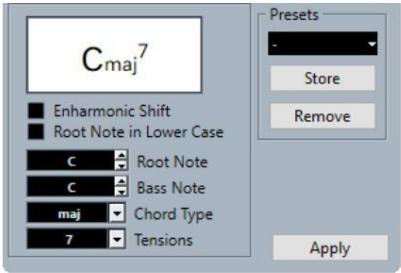 Cmaj7
Enharmonic Shift
Root Note in Lower Case
C Root Note
C Bass Note
maj Chord Type
7 Tensions
Presets
-
Store
Remove
Apply